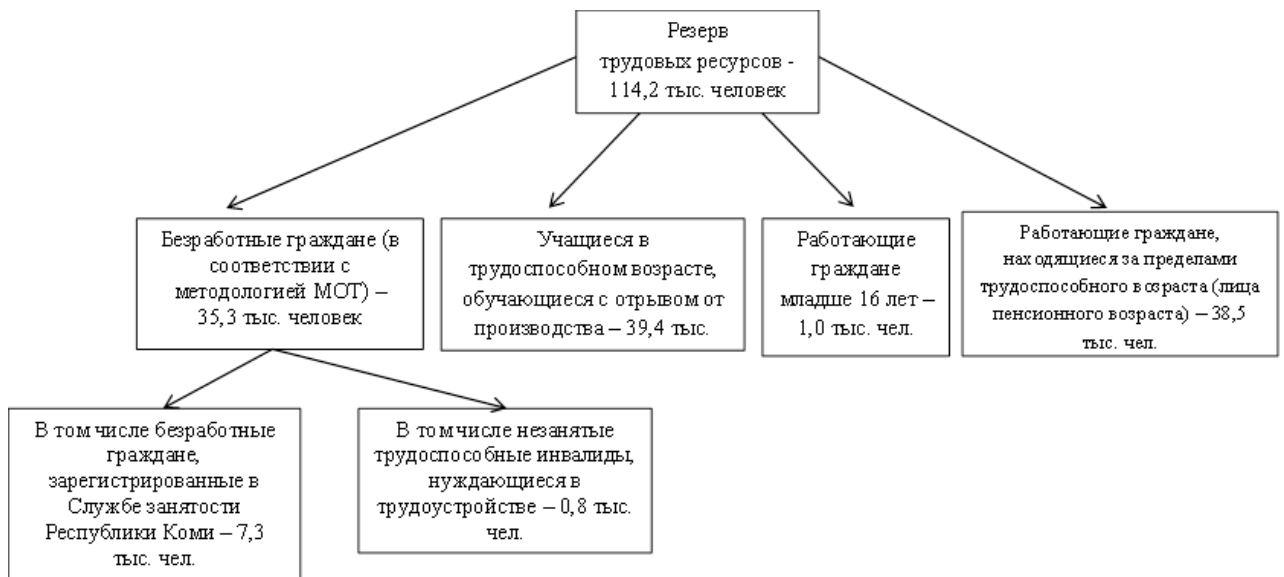 Резерв
трудовых ресурсов -
114,2 тыс. человек
Безработные граждане (в
соответствии с
методологией МОТ) –
35,3 тыс. человек
Учащиеся в
трудоспособном возрасте,
обучающиеся с отрывом от
производства – 39,4 тыс.
Работающие
граждане
младше 16 лет –
1,0 тыс. чел.
Работающие граждане,
находящиеся за пределами
трудоспособного возраста (лица
пенсионного возраста) – 38,5
тыс. чел.
В том числе безработные
граждане,
зарегистрированные в
Службе занятости
Республики Коми – 7,3
тыс. чел.
В том числе незанятые
трудоспособные инвалиды,
нуждающиеся в
трудоустройстве – 0,8 тыс.
чел.